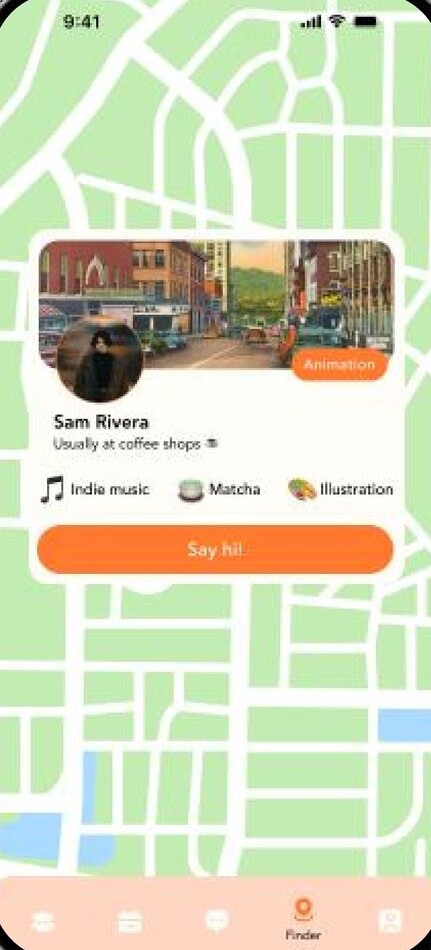 9:41
Animation
Sam Rivera
Usually at coffee shops ☕
Indie music Matcha Illustration
Say hi!
Finder